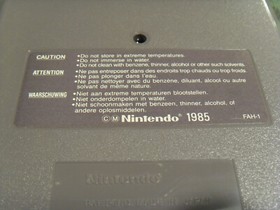 CAUTION •Do not store in extreme temperatures.
•Do not immerse in water.
•Do not clean with benzene, thinner, alcohol or other such solvents.
ATTENTION •Ne pas entreposer dans des endroits trop chauds ou trop froids.
•Ne pas plonger dans l'eau.
•Ne pas nettoyer avec du benzène, diluant, alcool ou autre
solvant de même nature.
WAARSCHUWING •Niet aan extreme temperaturen blootstellen.
•Niet onderdompelen in water.
•Niet schoonmaken met benzeen, thinner, alcohol, of
andere oplosmiddelen.
©M Nintendo 1985
FAH-1
Nintendo